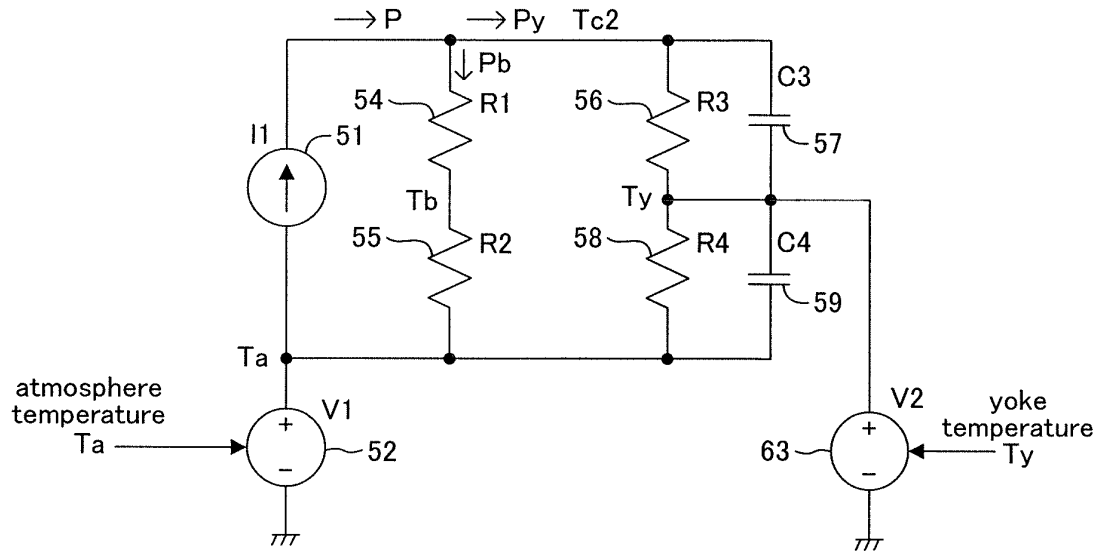 P
Py
Tc2
Pb
C3
54
R1
56
R3
I1
51
57
Tb
Ty
55
R2
58
R4
C4
59
Ta
atmosphere
temperature
Ta
V1
52
V2
yoke
temperature
Ty
63